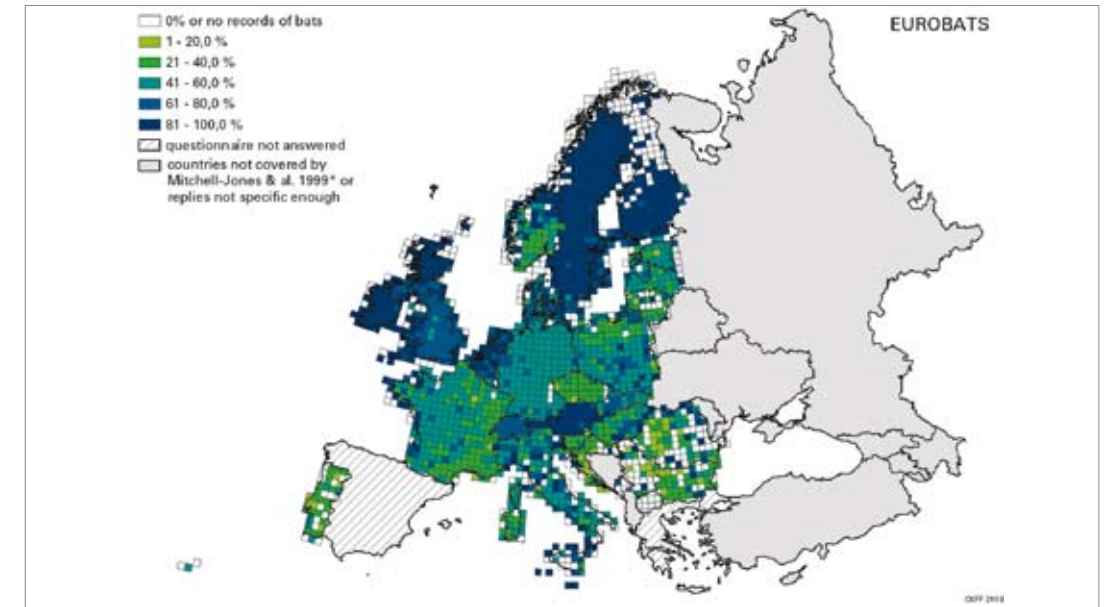 EUROBATS
0% or no records of bats
1 - 20,0 %
21 - 40,0 %
41 - 60,0 %
61 - 80,0 %
81 - 100,0 %
questionnaire not answered
countries not covered by
Mitchell-Jones & al. 1999* or
replies not specific enough